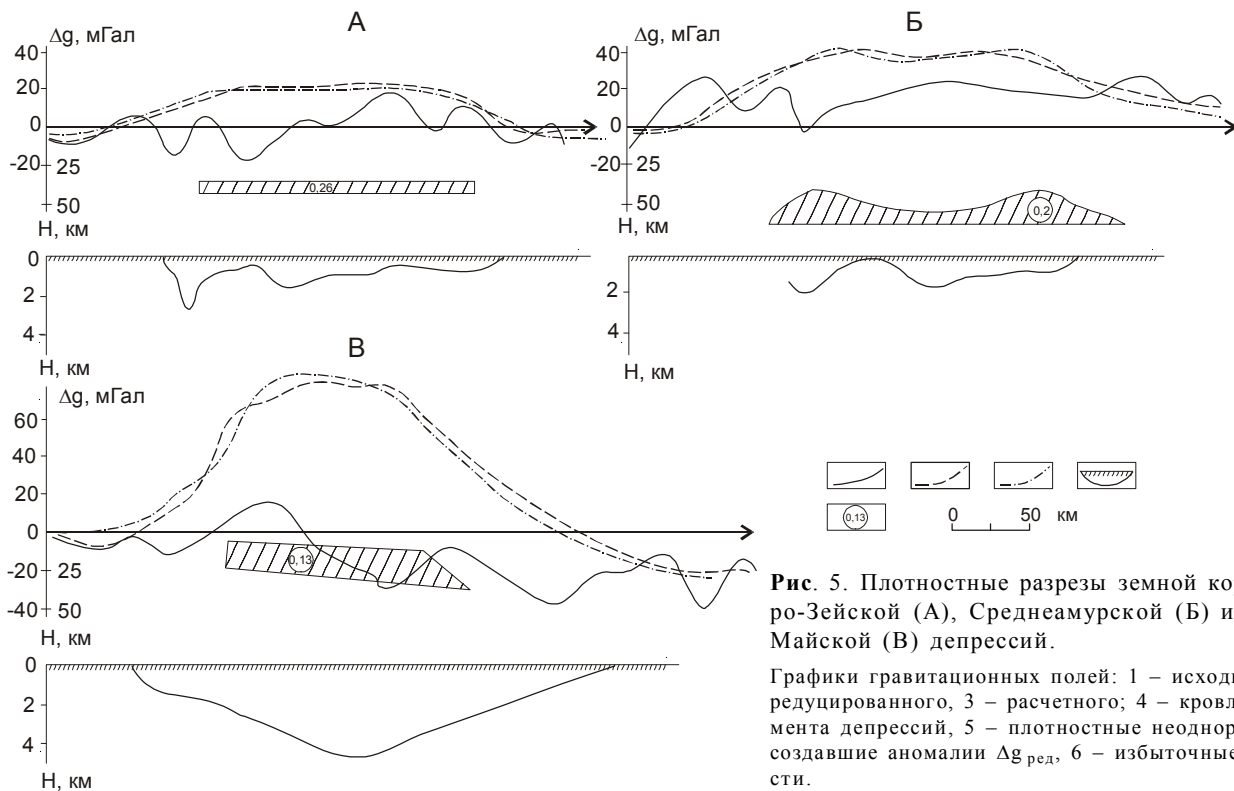 А
Δg, мГал
40
20
0
-20
25
50
Н, км
0,26
0
2
4
Н, км
Б
Δg, мГал
40
20
0
-20
25
50
Н, км
0,2
2
4
Н, км
В
Δg, мГал
60
40
20
0
-20
25
-40
50
Н, км
0,13
0
2
4
0,13
0 50 км
Рис. 5. Плотностные разрезы земной
ро-Зейской (А), Среднеамурской (Б) и
Майской (В) депрессий.
Графики гравитационных полей: 1 – исход
редуцированного, 3 – расчетного; 4 – кровл
мента депрессий, 5 – плотностные неоднор
создавшие аномалии Δg ред, 6 – избыточные
сти.